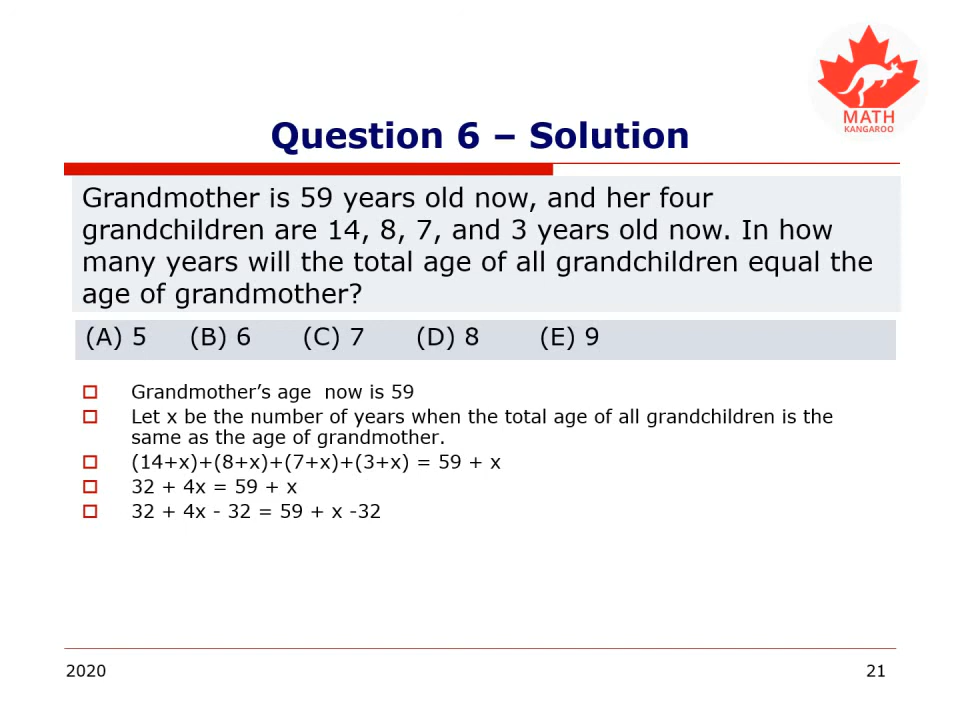 MATH
KANGAROO
Question 6 – Solution
Grandmother is 59 years old now, and her four
grandchildren are 14, 8, 7, and 3 years old now. In how
many years will the total age of all grandchildren equal the
age of grandmother?
(A) 5 (B) 6 (C) 7 (D) 8 (E) 9
Grandmother's age now is 59
Let x be the number of years when the total age of all grandchildren is the
same as the age of grandmother.
(14+x)+(8+x)+(7+x)+(3+x) = 59 + x
32 + 4x = 59 + x
32 + 4x - 32 = 59 + x -32
2020 21